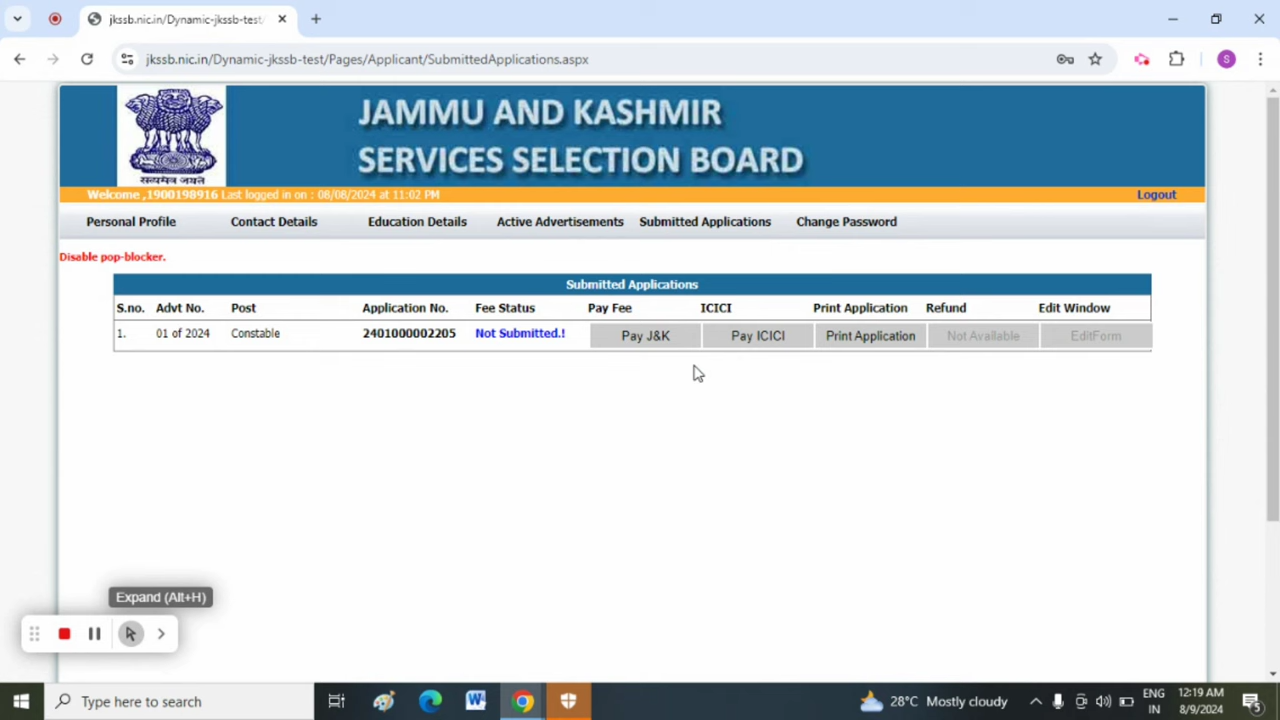 jkssb.nic.in/Dynamic-jkssb-test/
jkssb.nic.in/Dynamic-jkssb-test/Pages/Applicant/SubmittedApplications.aspx
S
सत्यमेव जयते
JAMMU AND KASHMIR
SERVICES SELECTION BOARD
Welcome ,1900198916 Last logged in on : 08/08/2024 at 11:02 PM
Logout
Personal Profile Contact Details Education Details Active Advertisements Submitted Applications Change Password
Disable pop-blocker.
Submitted Applications
S.no. Advt No. Post Application No. Fee Status Pay Fee ICICI Print Application Refund Edit Window
1. 01 of 2024 Constable 2401000002205 Not Submitted.! Pay J&K Pay ICICI Print Application Not Available EditForm
Expand (Alt+H)
Type here to search
W
28°C Mostly cloudy
ENG
IN
12:19 AM
8/9/2024
5